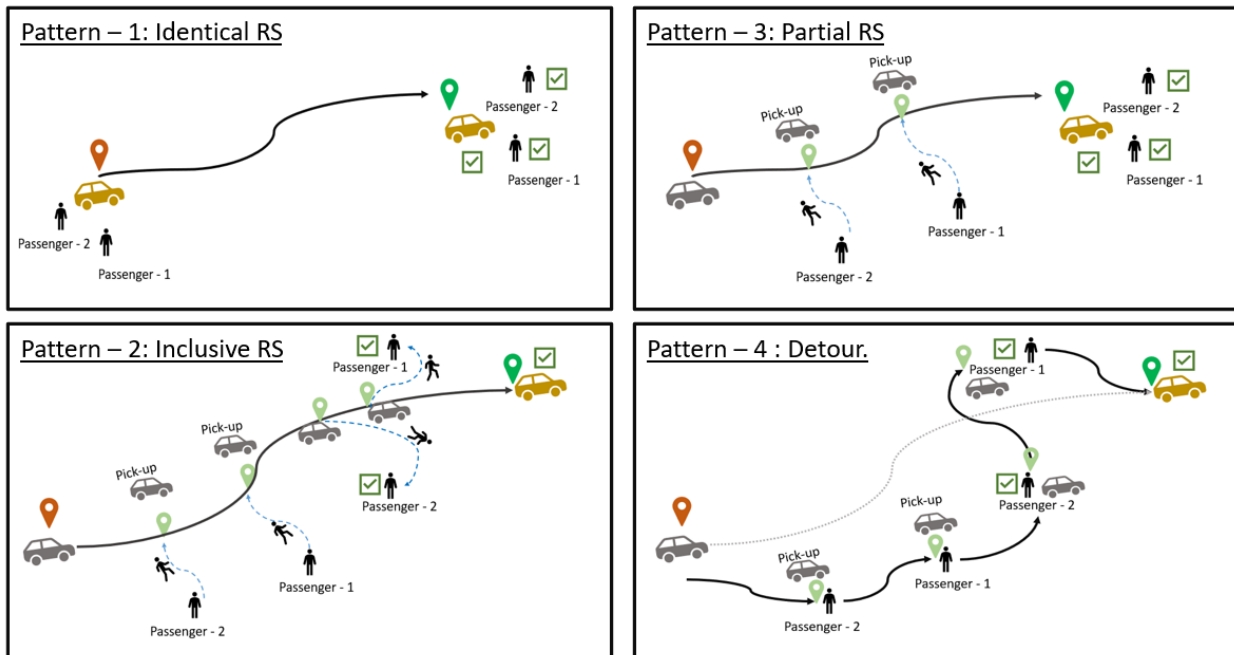 Pattern – 1: Identical RS
Passenger - 2
Passenger - 1
Passenger - 2
Passenger - 1
Pattern – 3: Partial RS
Pick-up
Pick-up
Passenger - 2
Passenger - 1
Passenger - 1
Passenger - 2
Pattern – 2: Inclusive RS
Passenger - 1
Pick-up
Pick-up
Passenger - 2
Passenger - 1
Passenger - 2
Pattern – 4 : Detour.
Passenger - 1
Pick-up
Passenger - 2
Pick-up
Passenger - 1
Passenger - 2